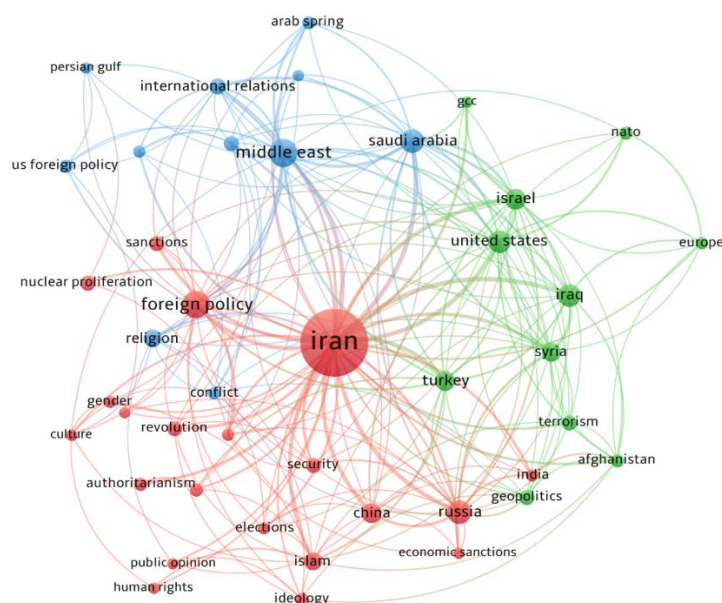 arab spring
persian gulf
international relations
gcc
saudi arabia
nato
middle east
us foreign policy
israel
sanctions
united states
europe
nuclear proliferation
foreign policy
iraq
iran
religion
syria
turkey
conflict
gender
terrorism
culture
revolution
afghanistan
security
india
authoritarianism
geopolitics
china
russia
elections
economic sanctions
public opinion
islam
human rights
ideology